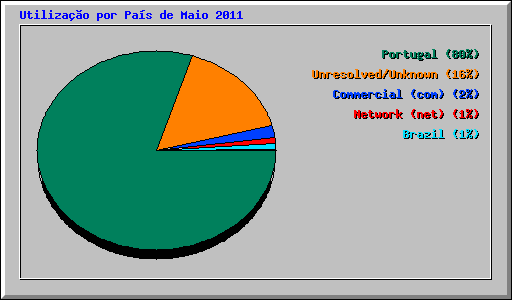 Utilização por País de Maio 2011
Portugal (80%)
Unresolved/Unknown (16%)
Commercial (com) (2%)
Network (net) (1%)
Brazil (1%)